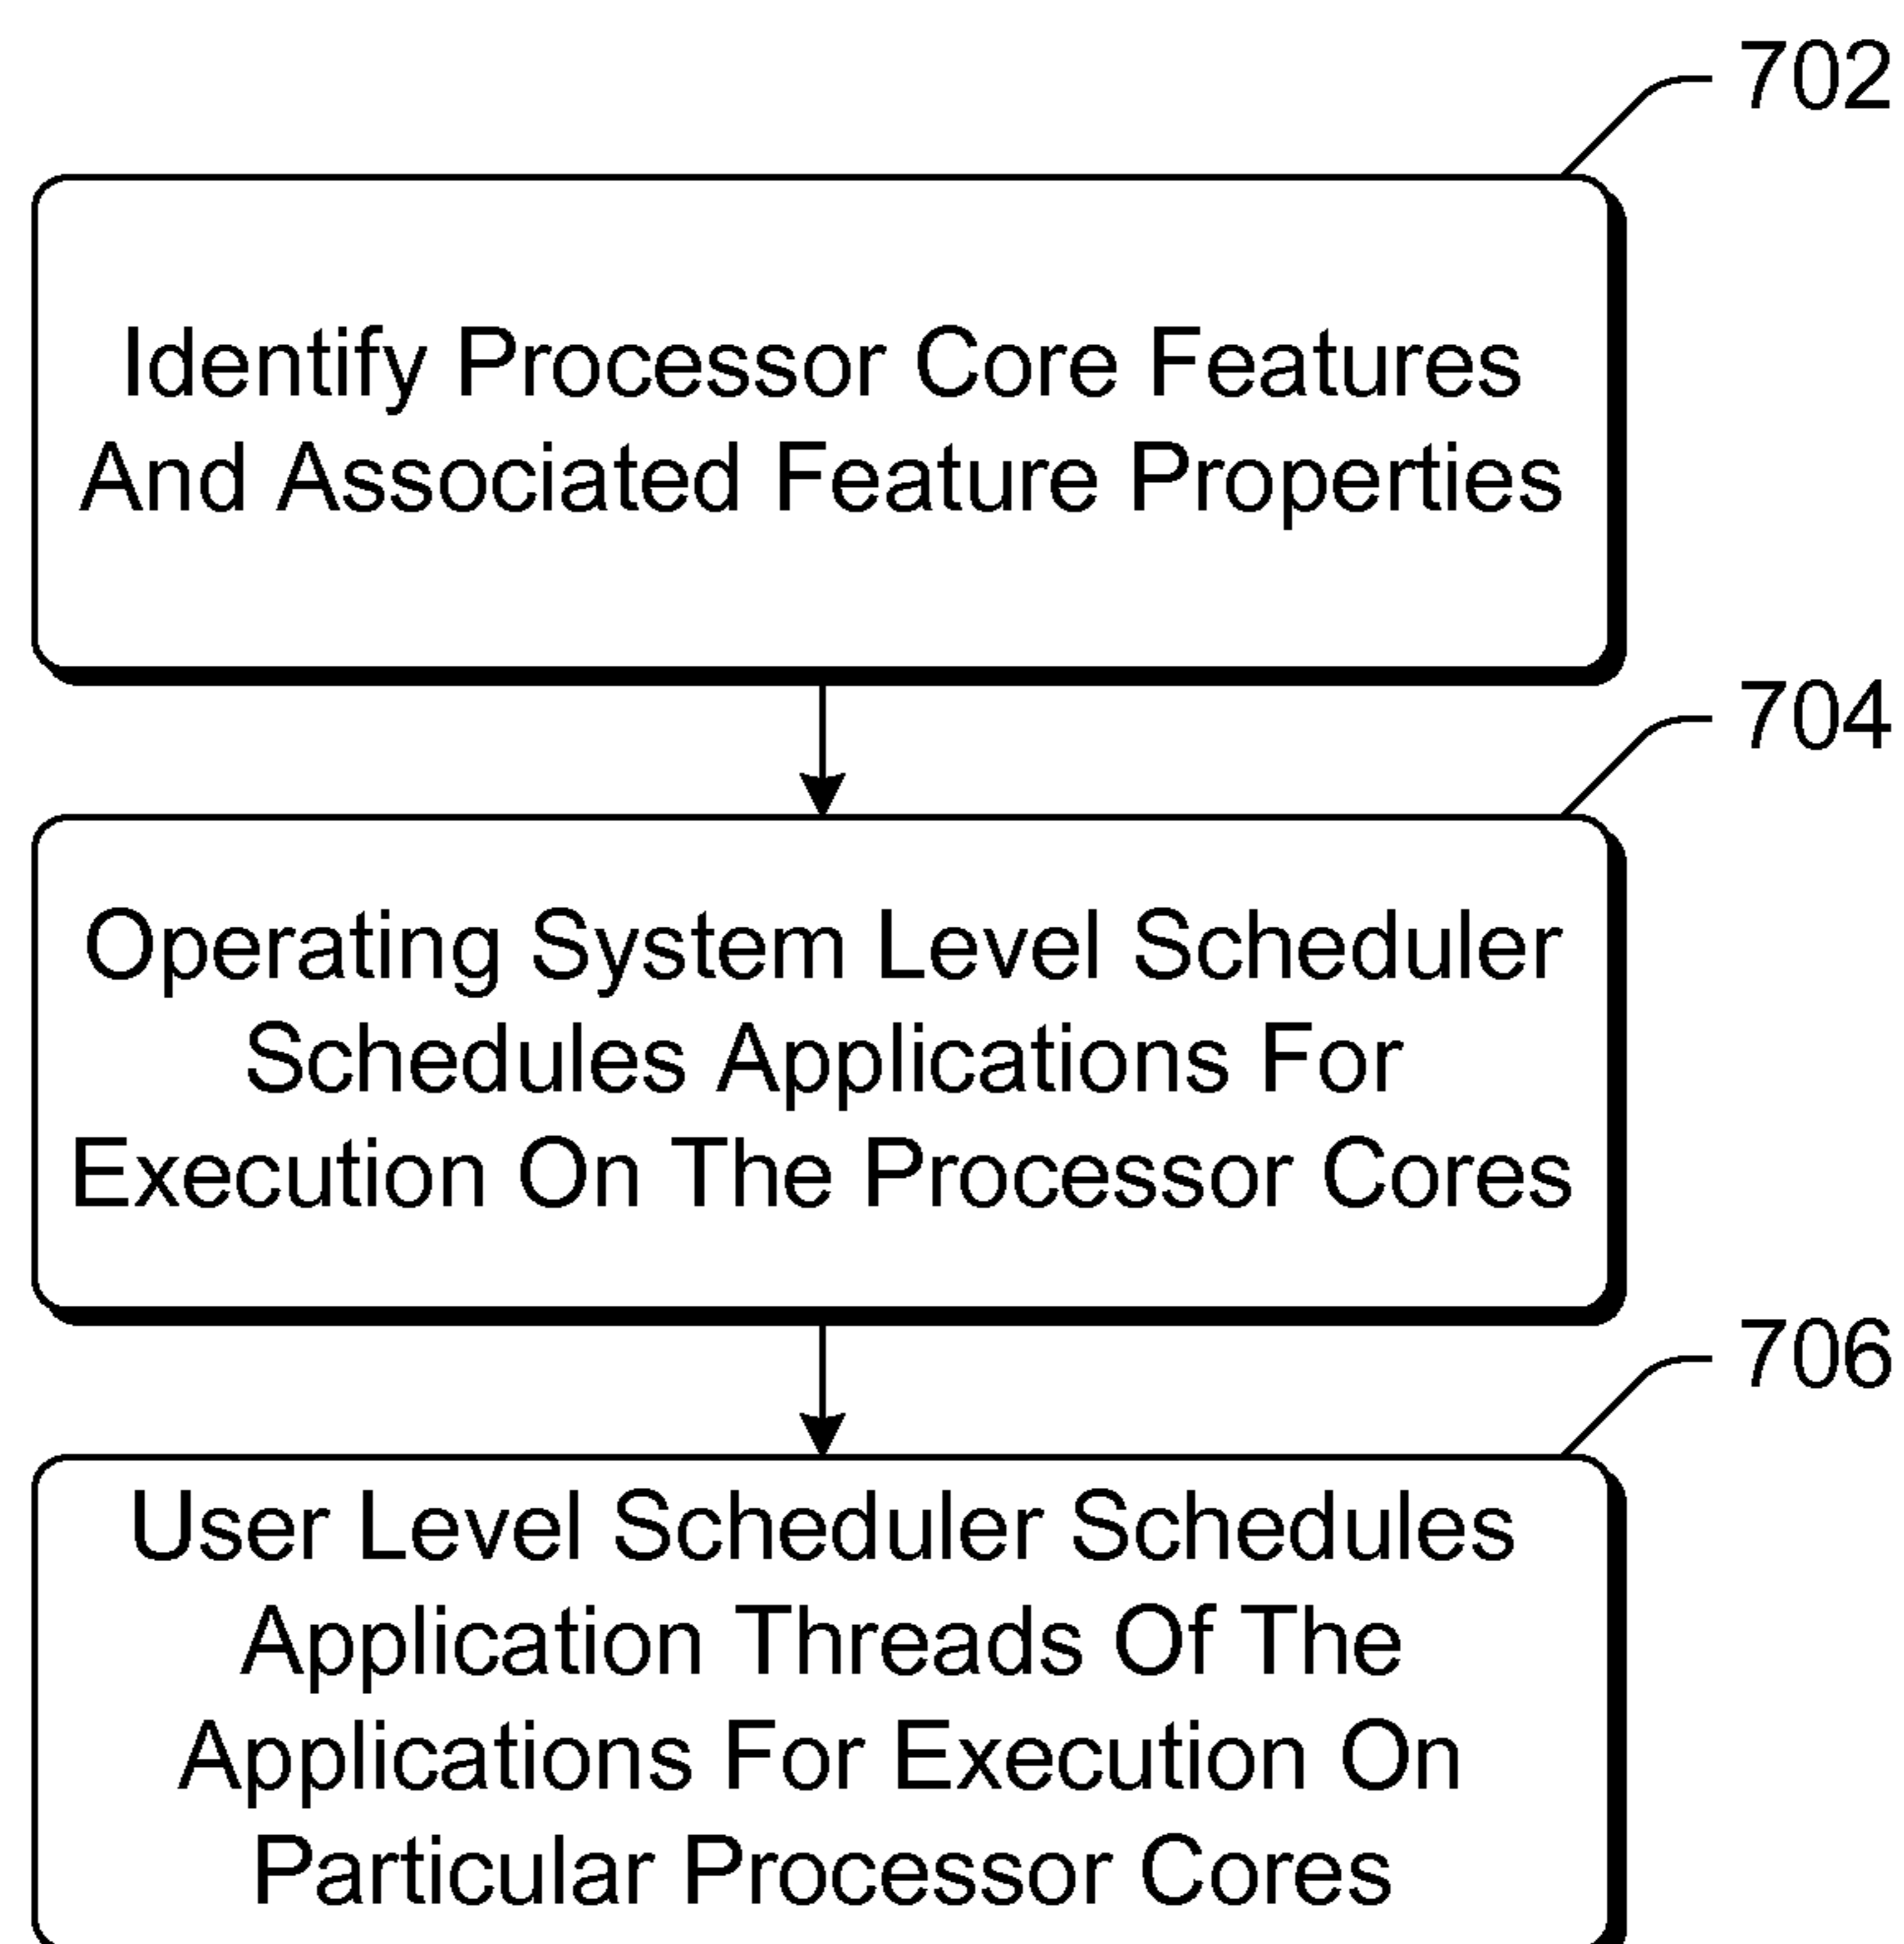 702
Identify Processor Core Features
And Associated Feature Properties
704
Operating System Level Scheduler
Schedules Applications For
Execution On The Processor Cores
706
User Level Scheduler Schedules
Application Threads Of The
Applications For Execution On
Particular Processor Cores